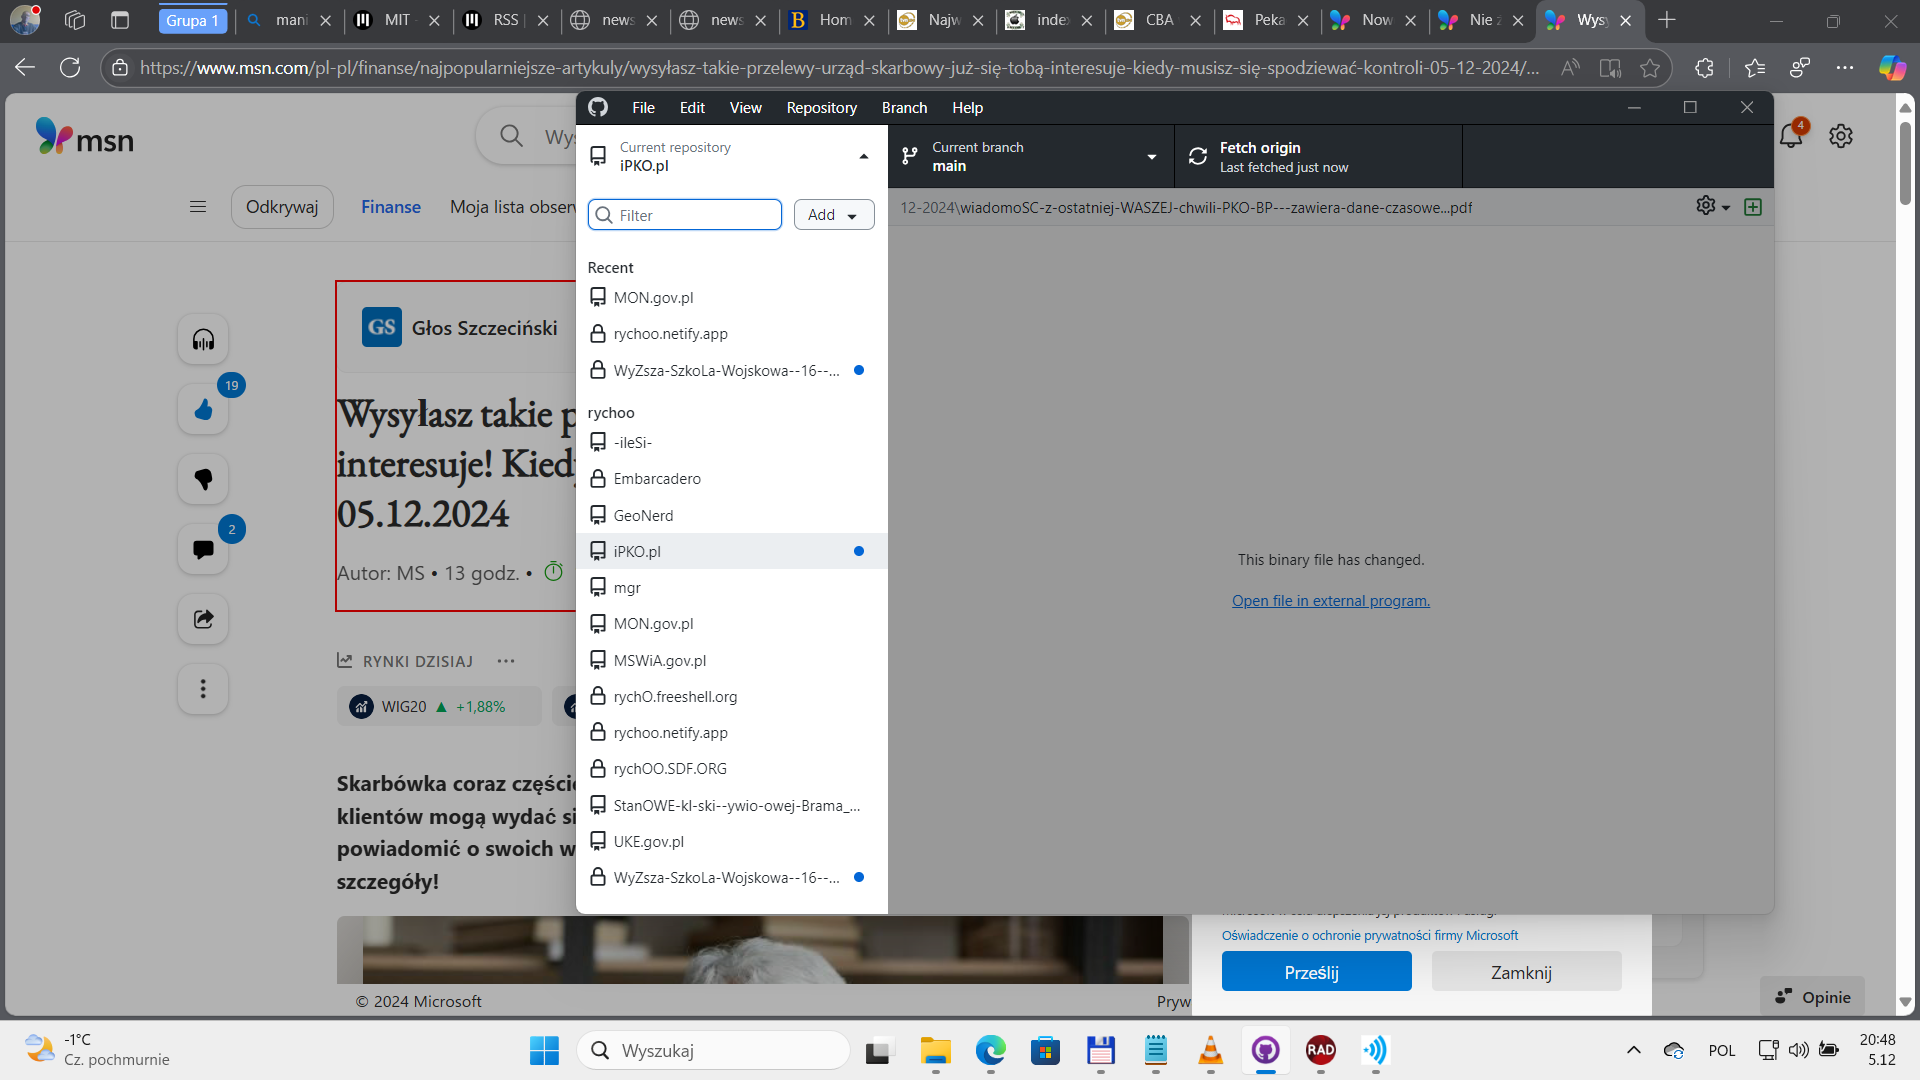 Grupa 1
mani
MIT -
RSS |
news
news
Hom
Najw
index
CBA
Peka
Now
Nie z
Wysy
https://www.msn.com/pl-pl/finanse/najpopularniejsze-artykuly/wysyłasz-takie-przelewy-urząd-skarbowy-już-się-tobą-interesuje-kiedy-musisz-się-spodziewać-kontroli-05-12-2024/...
msn
Wys
4
Odkrywaj
Finanse
Moja lista obserw
GS
Głos Szczeciński
19
2
Wysyłasz takie p
interesuje! Kiedy
05.12.2024
Autor: MS • 13 godz. •
RYNKI DZISIAJ
WIG20 ▲ +1,88%
Skarbówka coraz częście
klientów mogą wydać si
powiadomić o swoich w
szczegóły!
© 2024 Microsoft
Pryw
File
Edit
View
Repository
Branch
Help
Current repository
iPKO.pl
Current branch
main
Fetch origin
Last fetched just now
Filter
Add
12-2024\wiadomoSC-z-ostatniej-WASZEJ-chwili-PKO-BP---zawiera-dane-czasowe...pdf
Recent
MON.gov.pl
rychoo.netify.app
WyZsza-SzkoLa-Wojskowa--16--...
rychoo
-ileSi-
Embarcadero
GeoNerd
iPKO.pl
mgr
MON.gov.pl
MSWiA.gov.pl
rychO.freeshell.org
rychoo.netify.app
rychOO.SDF.ORG
StanOWE-kl-ski--ywio-owej-Brama_...
UKE.gov.pl
WyZsza-SzkoLa-Wojskowa--16--...
This binary file has changed.
Open file in external program.
Oświadczenie o ochronie prywatności firmy Microsoft
Prześlij
Zamknij
Opinie
-1°C
Cz. pochmurnie
Wyszukaj
RAD
POL
20:48
5.12